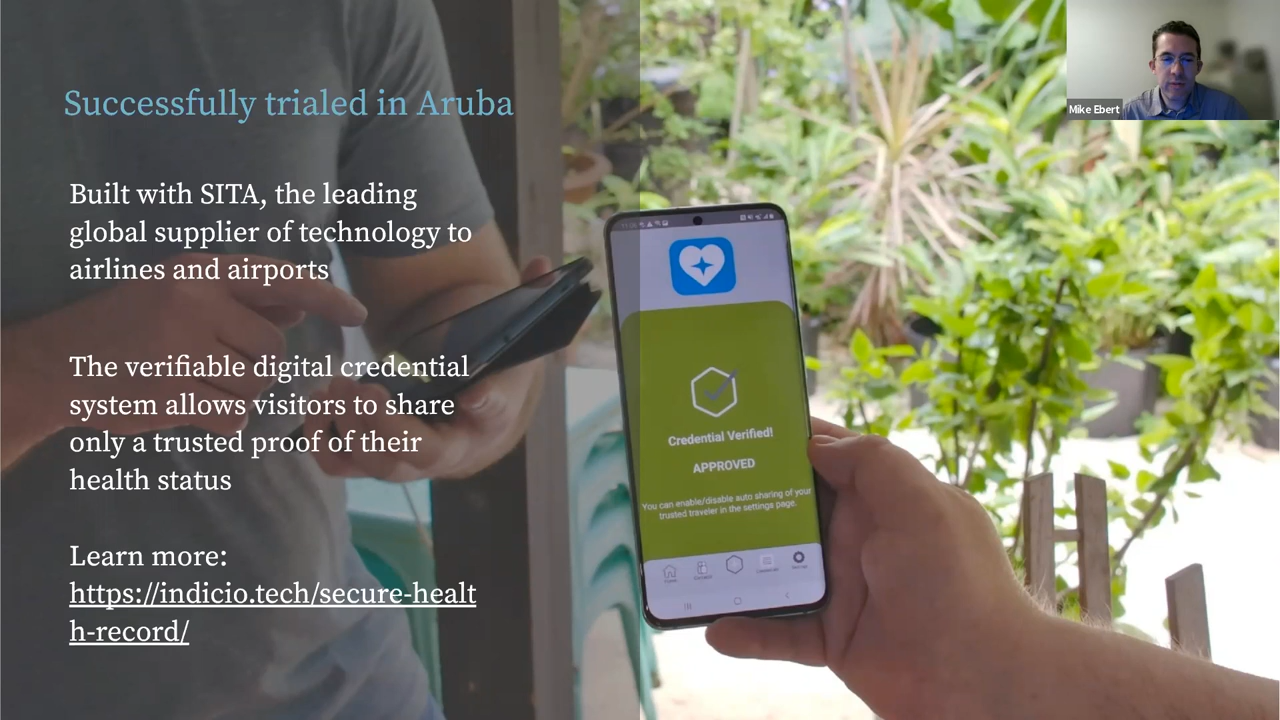 Successfully trialed in Aruba
Built with SITA, the leading
global supplier of technology to
airlines and airports
The verifiable digital credential
system allows visitors to share
only a trusted proof of their
health status
Learn more:
https://indicio.tech/secure-healt
h-record/
Credential Verified!
APPROVED
You can enable/disable auto sharing of your
trusted traveler in the settings page.
Mike Ebert